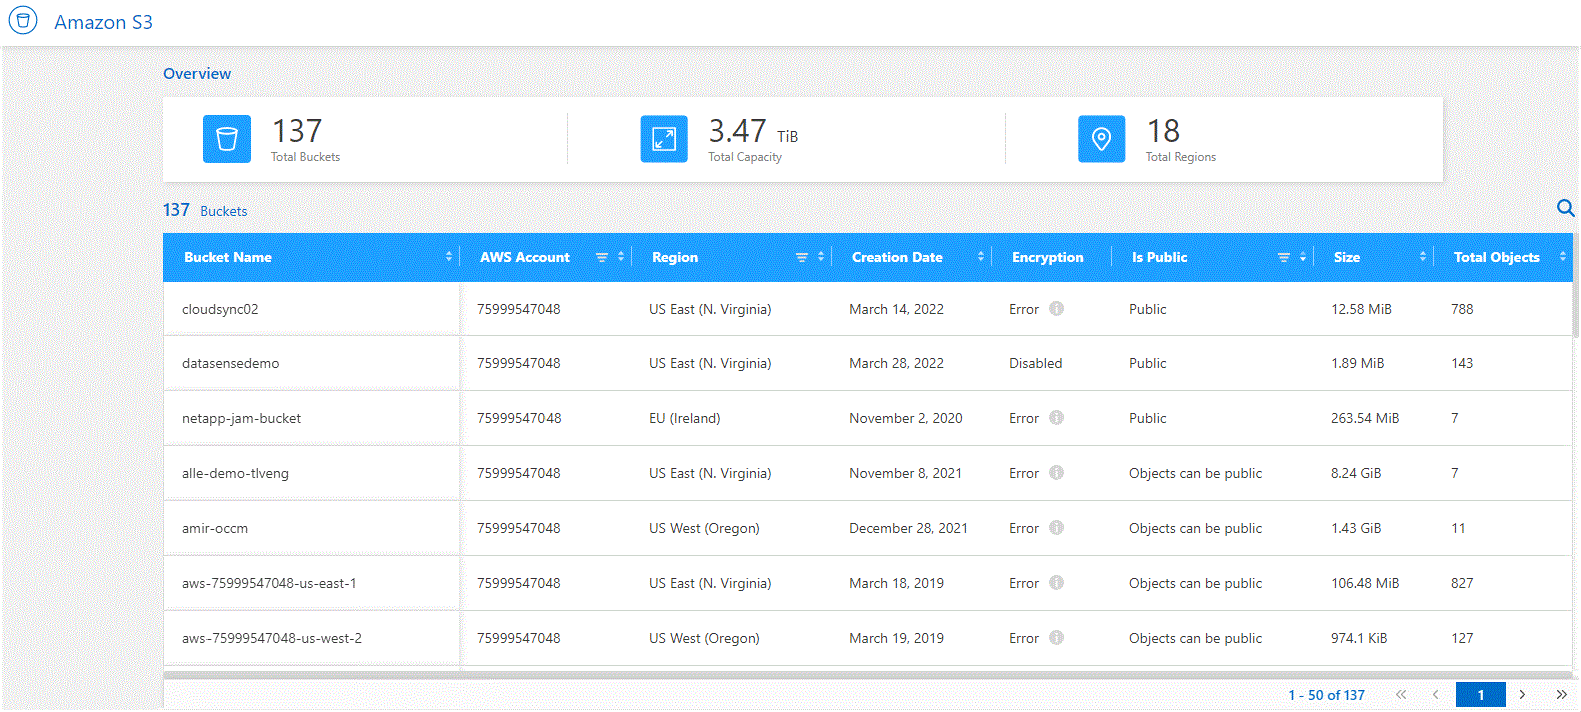 Amazon S3
Overview
137
Total Buckets
3.47 TiB
Total Capacity
18
Total Regions
137 Buckets
Bucket Name AWS Account Region Creation Date Encryption Is Public Size Total Objects
cloudsync02 75999547048 US East (N. Virginia) March 14, 2022 Error Public 12.58 MiB 788
datasensedemo 75999547048 US East (N. Virginia) March 28, 2022 Disabled Public 1.89 MiB 143
netapp-jam-bucket 75999547048 EU (Ireland) November 2, 2020 Error Public 263.54 MiB 7
alle-demo-tlveng 75999547048 US East (N. Virginia) November 8, 2021 Error Objects can be public 8.24 GiB 7
amir-occm 75999547048 US West (Oregon) December 28, 2021 Error Objects can be public 1.43 GiB 11
aws-75999547048-us-east-1 75999547048 US East (N. Virginia) March 18, 2019 Error Objects can be public 106.48 MiB 827
aws-75999547048-us-west-2 75999547048 US West (Oregon) March 19, 2019 Error Objects can be public 974.1 KiB 127
1 - 50 of 137 << < 1 > >>